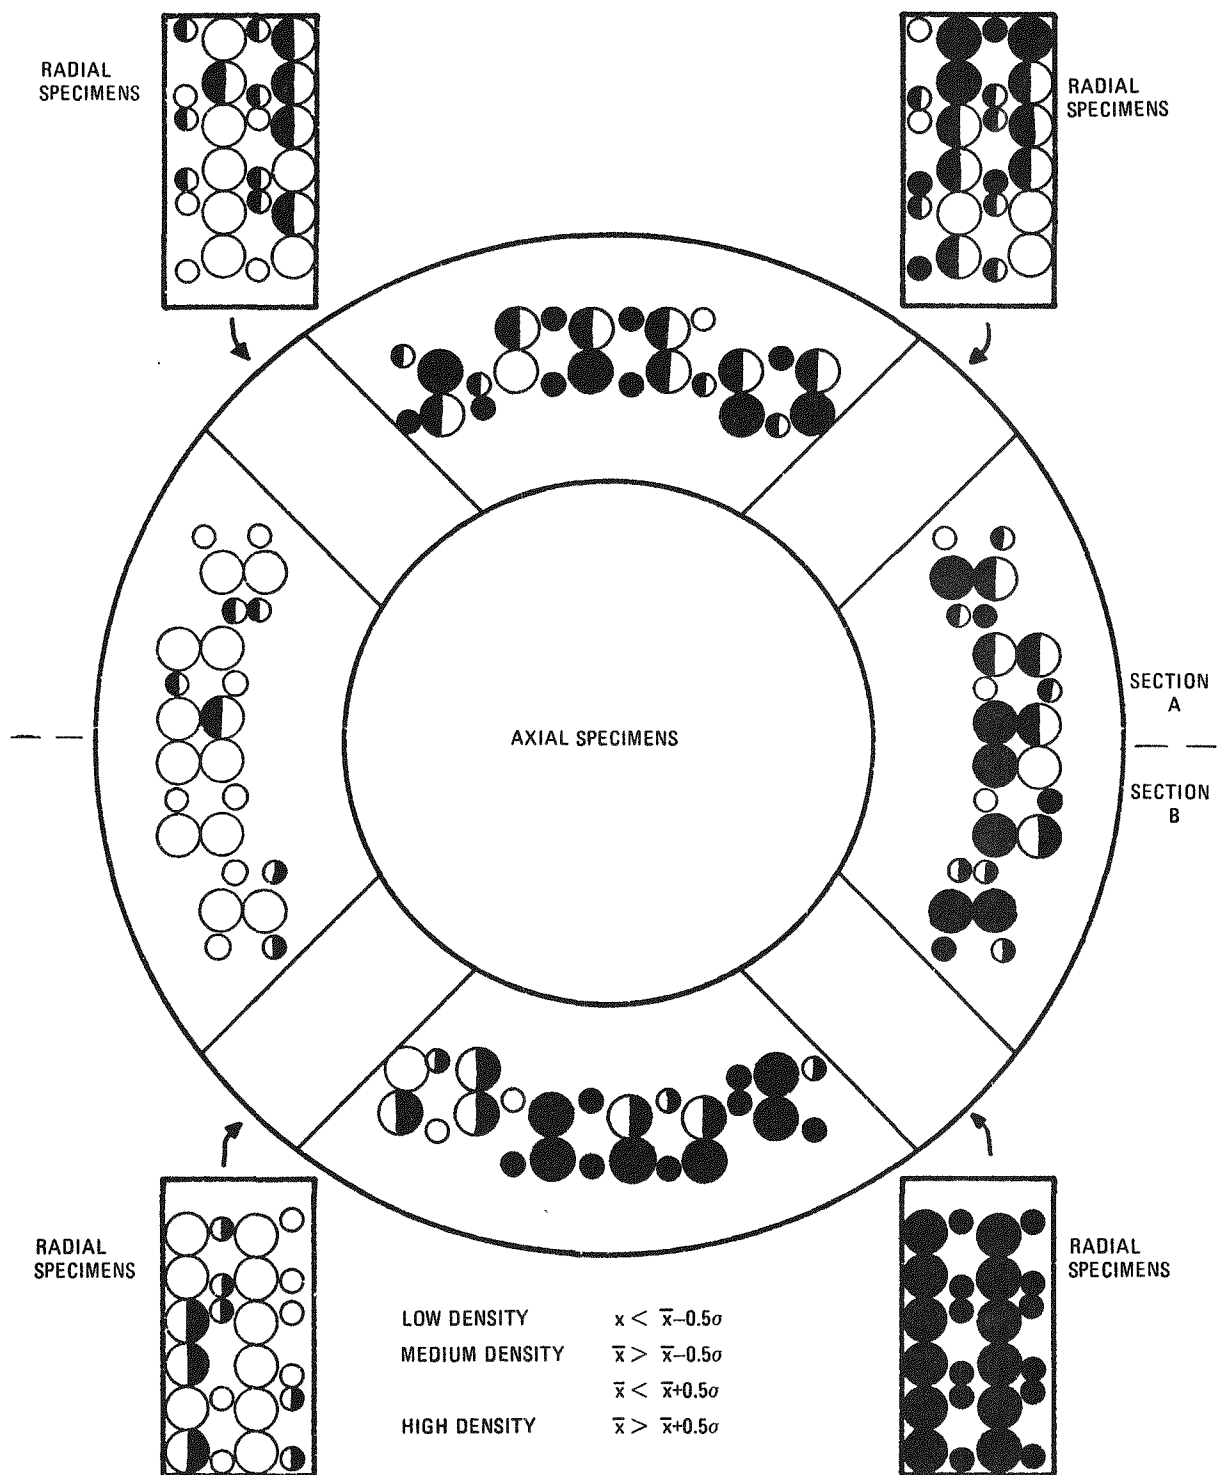 RADIAL
SPECIMENS
RADIAL
SPECIMENS
AXIAL SPECIMENS
SECTION
A
SECTION
B
RADIAL
SPECIMENS
RADIAL
SPECIMENS
LOW DENSITY x < x̅–0.5σ
MEDIUM DENSITY x̅ > x̅–0.5σ
x̅ < x̅+0.5σ
HIGH DENSITY x̅ > x̅+0.5σ